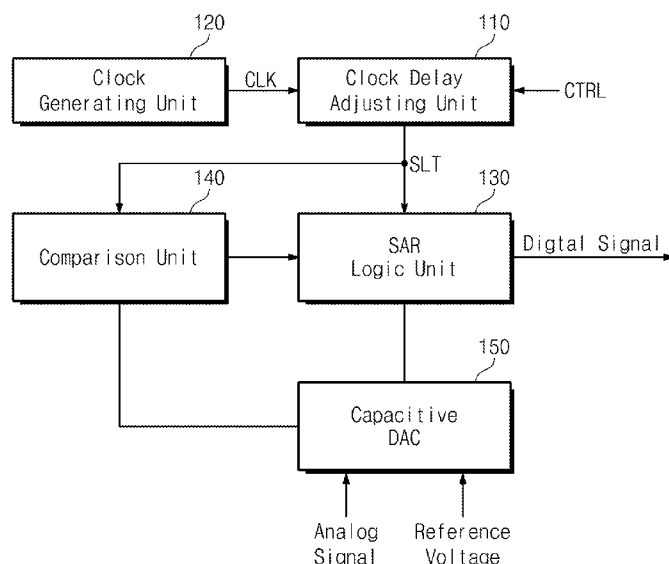 120
110
Clock
Generating Unit
CLK
Clock Delay
Adjusting Unit
CTRL
SLT
140
130
Comparison Unit
SAR
Logic Unit
Digtal Signal
150
Capacitive
DAC
Analog
Signal
Reference
Voltage